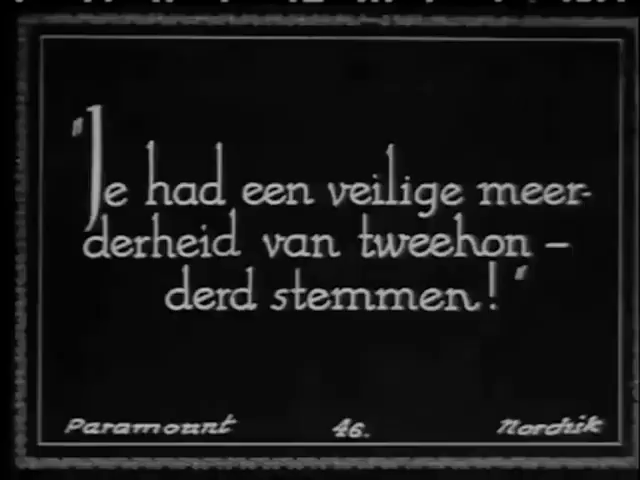 "Je had een veilige meer-
derheid van tweehon-
derd stemmen!"
Paramount 46. Nordisk